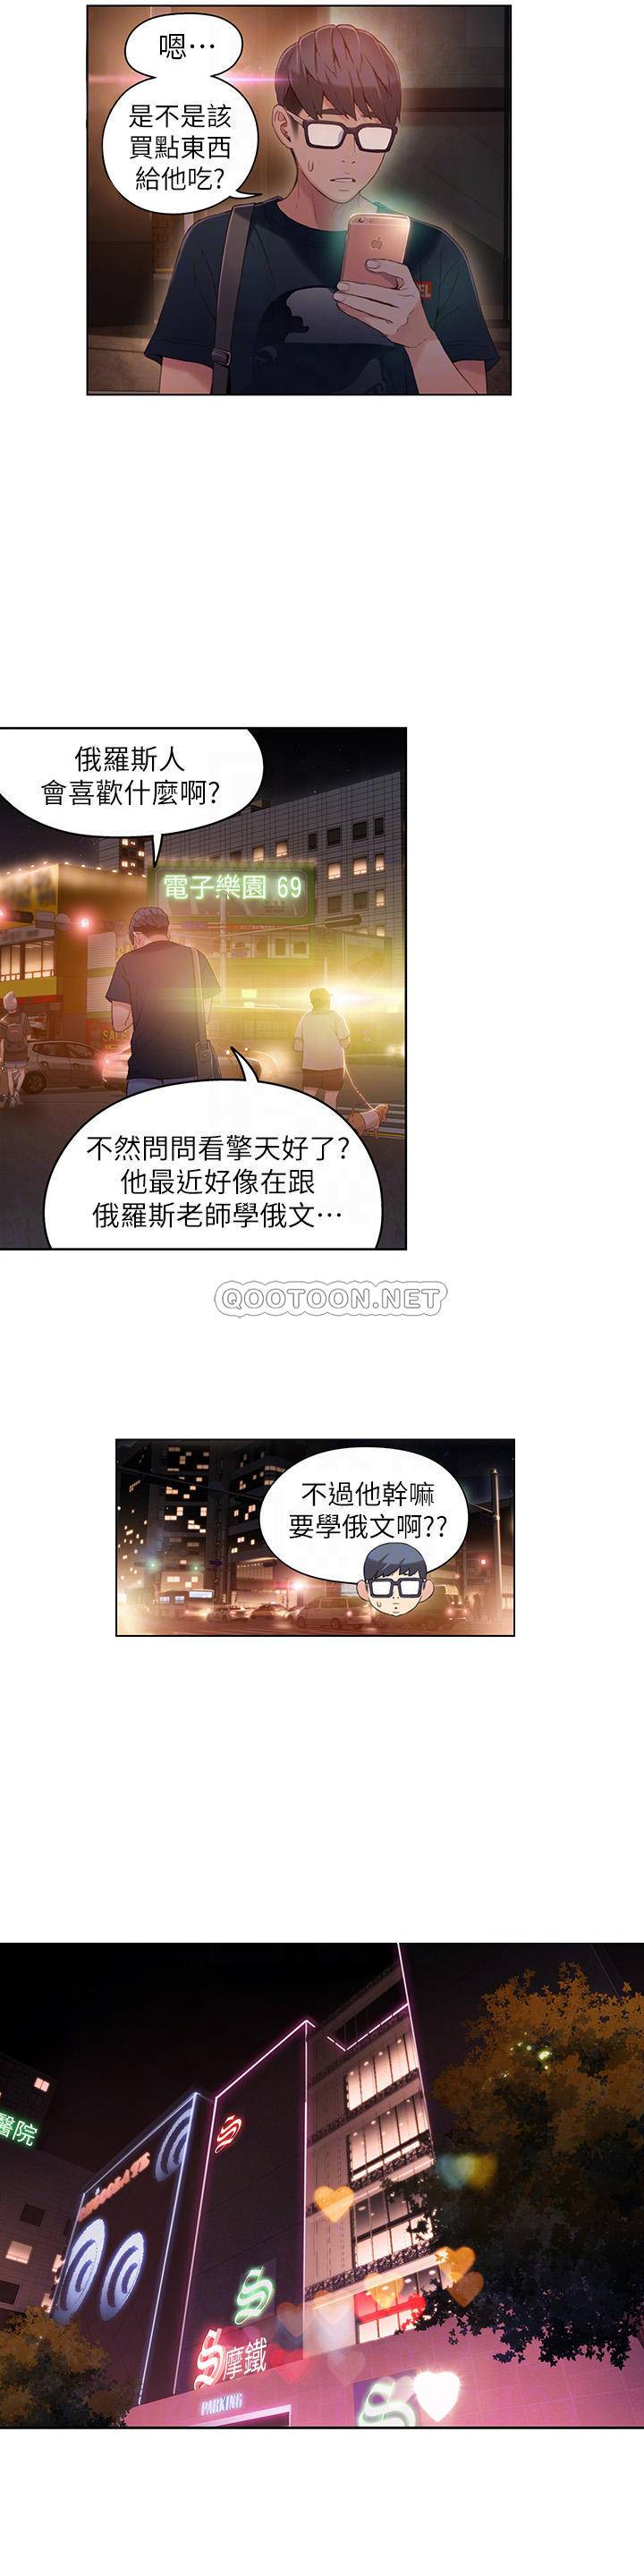 嗯…
是不是該
買點東西
給他吃?
俄羅斯人
會喜歡什麼啊?
電子樂園 69
SALE
不然問問看擎天好了?
他最近好像在跟
俄羅斯老師學俄文…
QOOTOON.NET
不過他幹嘛
要學俄文啊??
醫院
CHOCOLATE
S
S
S摩鐵
PARKING
S